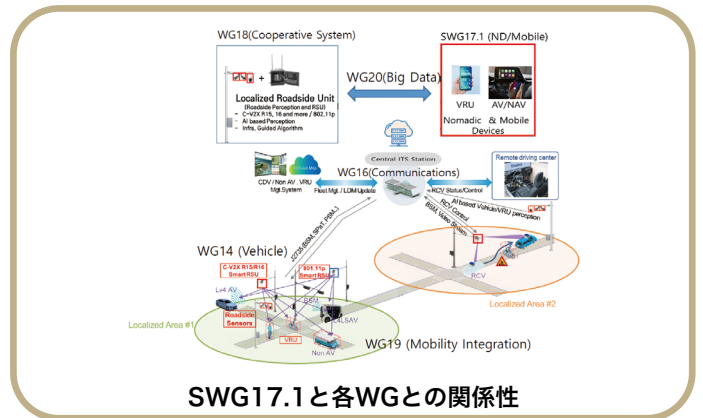 WG18(Cooperative System)
SWG17.1 (ND/Mobile)
WG20(Big Data)
Localized Roadside Unit
(Roadside Perception and RSU)
- C-V2X R15, 16 and more / 802,11p
- AI based Perception
- Infra, Guided Algorithm
VRU
AV/NAV
Nomadic & Mobile
Devices
Central ITS Station
Remote driving center
WG16(Communications)
CDV / Non AV . VRU
Mgt.System
Fleet Mgt / LDM Update
RCV Status/Control
AI based Vehicle/VRU perception
RCV Control
BSM, Video Stream
WG14 (Vehicle)
C-V2X R15/R16
Smart RSU
801.11p
Smart RSU
Lv4 AV
BSM
L4LSAV
Roadside
Sensors
Localized Area #1
VRU
Non AV
RCV
Localized Area #2
WG19 (Mobility Integration)
SWG17.1と各WGとの関係性